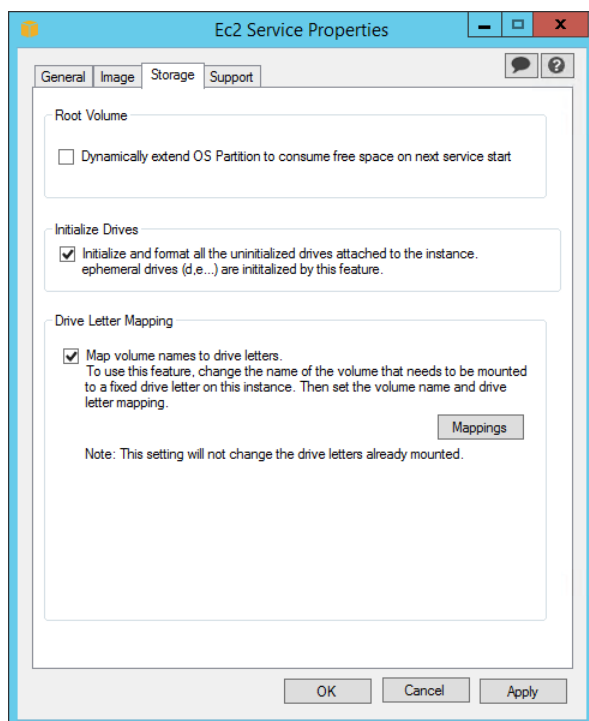 Ec2 Service Properties
General Image Storage Support
Root Volume
Dynamically extend OS Partition to consume free space on next service start
Initialize Drives
Initialize and format all the uninitialized drives attached to the instance.
ephemeral drives (d,e...) are inititalized by this feature.
Drive Letter Mapping
Map volume names to drive letters.
To use this feature, change the name of the volume that needs to be mounted
to a fixed drive letter on this instance. Then set the volume name and drive
letter mapping.
Mappings
Note: This setting will not change the drive letters already mounted.
OK Cancel Apply